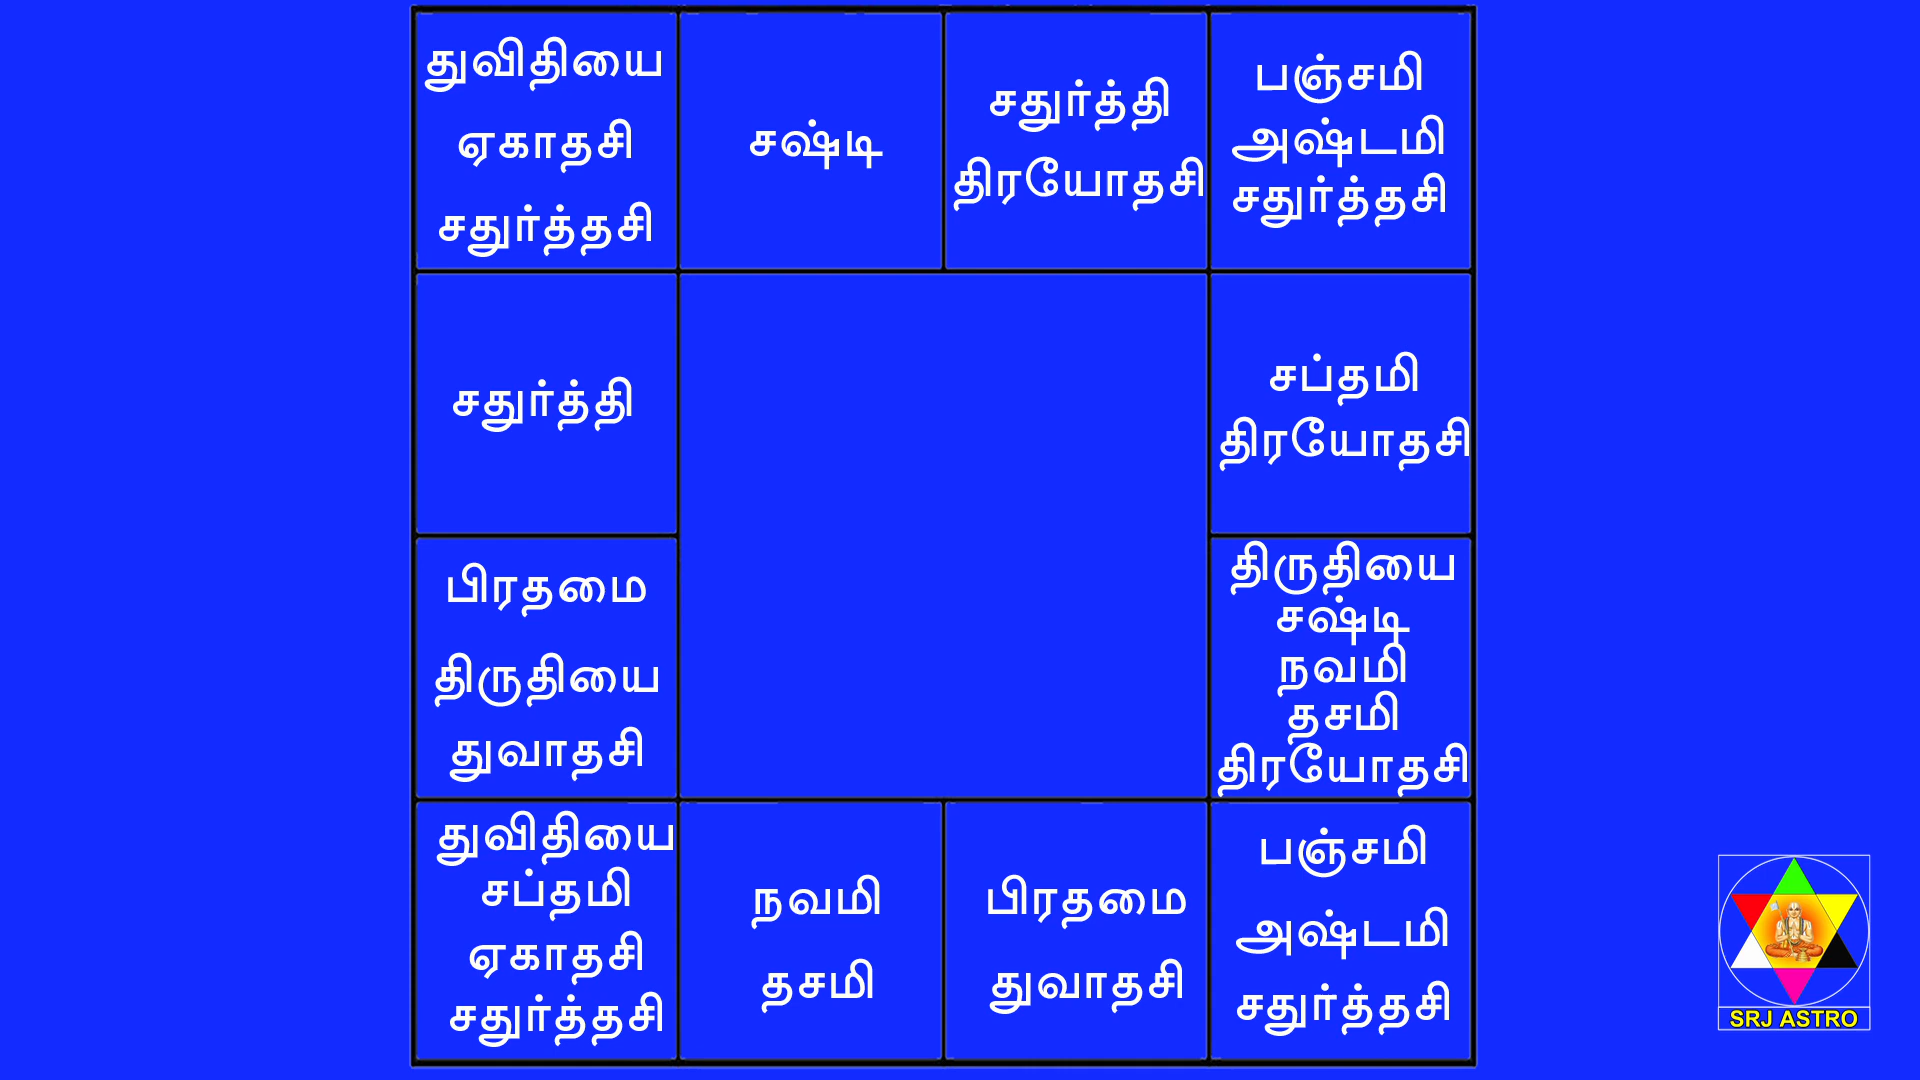 துவிதியை
ஏகாதசி
சதுர்த்தசி
சஷ்டி
சதுர்த்தி
திரயோதசி
பஞ்சமி
அஷ்டமி
சதுர்த்தசி
சதுர்த்தி
சப்தமி
திரயோதசி
பிரதமை
திருதியை
துவாதசி
திருதியை
சஷ்டி
நவமி
தசமி
திரயோதசி
துவிதியை
சப்தமி
ஏகாதசி
சதுர்த்தசி
நவமி
தசமி
பிரதமை
துவாதசி
பஞ்சமி
அஷ்டமி
சதுர்த்தசி
SRJ ASTRO